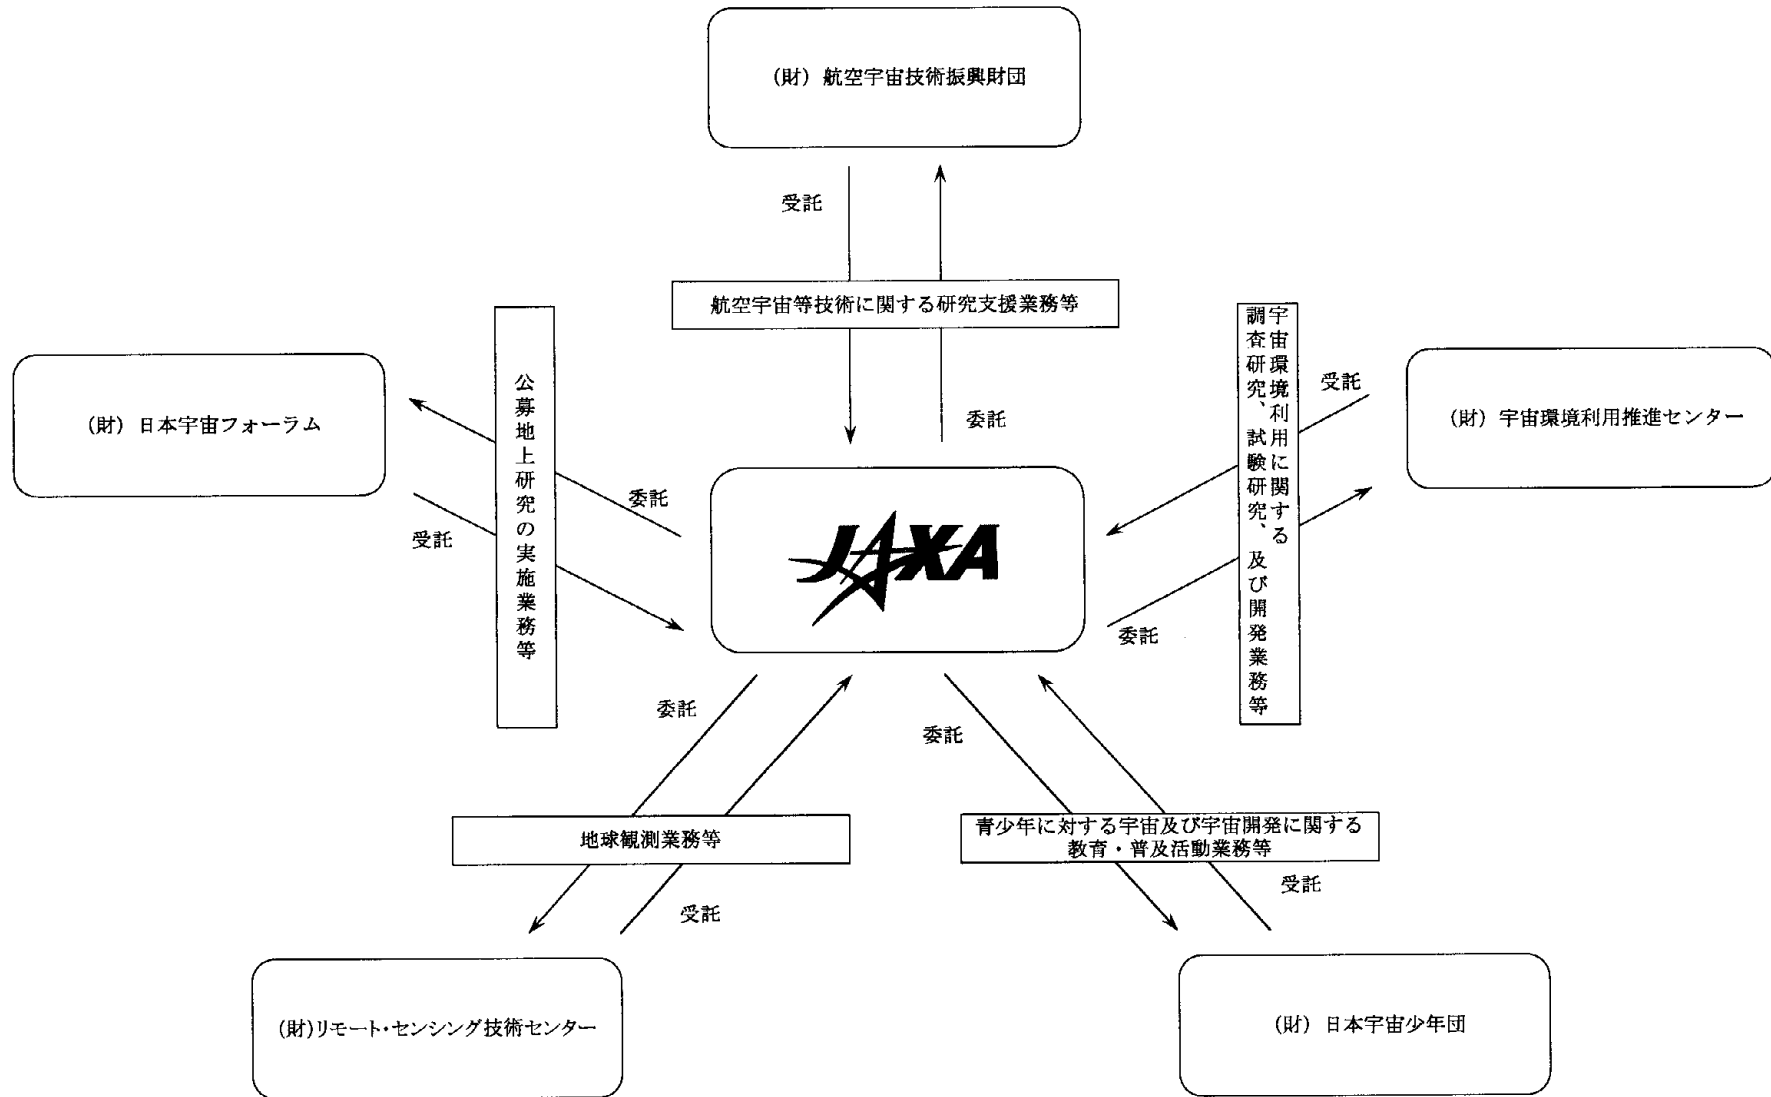 (財) 航空宇宙技術振興財団
受託
航空宇宙等技術に関する研究支援業務等
委託
(財) 日本宇宙フォーラム
公募地上研究の実施業務等
委託
受託
宇宙環境利用に関する
調査研究、試験研究、及び開発業務等
受託
(財) 宇宙環境利用推進センター
委託
JAXA
委託
地球観測業務等
受託
(財)リモート・センシング技術センター
委託
青少年に対する宇宙及び宇宙開発に関する
教育・普及活動業務等
受託
(財) 日本宇宙少年団